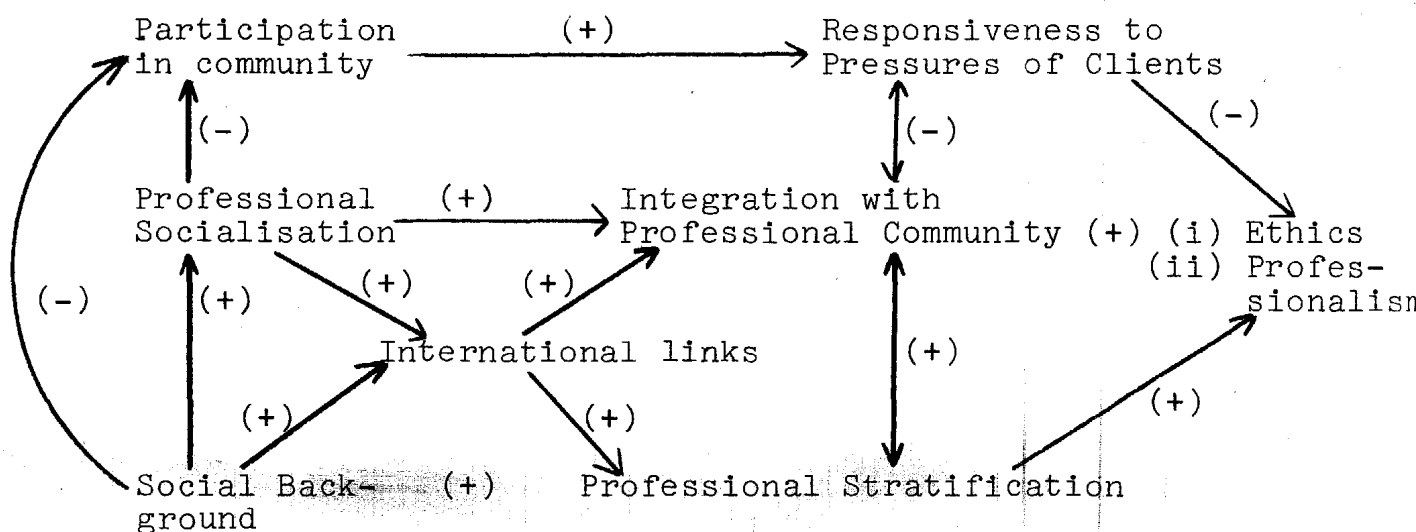 Participation (+) Responsiveness to
in community Pressures of Clients
(-) (-) (-)
Professional (+) Integration with
Socialisation Professional Community (+) (i) Ethics
(ii) Profes-
sionalism
(-) (+) (+) (+)
International links (+)
(+) (+) (+)
Social Back- (+) Professional Stratification
ground